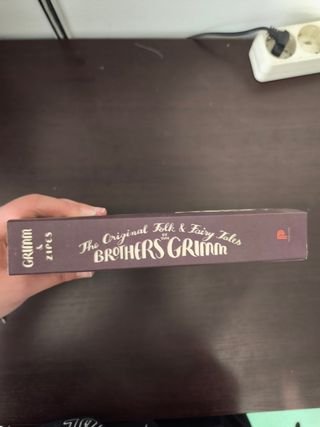 GRIMM
&
ZIPES
The Original Folk & Fairy Tales
OF THE
BROTHERS GRIMM
P